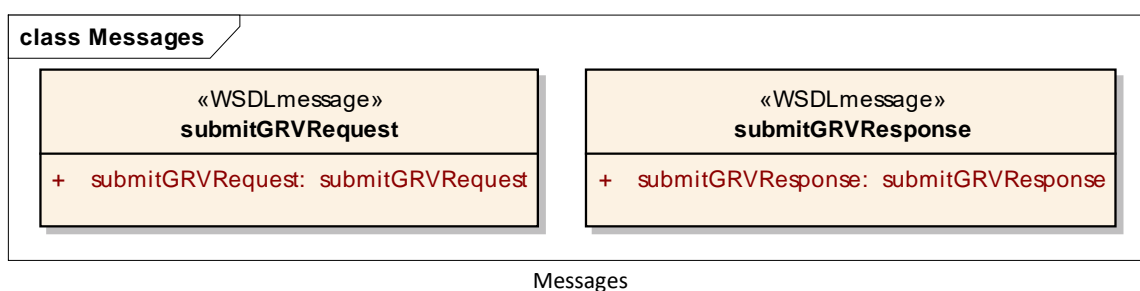 class Messages
«WSDLmessage»
submitGRVRequest
+ submitGRVRequest: submitGRVRequest
«WSDLmessage»
submitGRVResponse
+ submitGRVResponse: submitGRVResponse
Messages